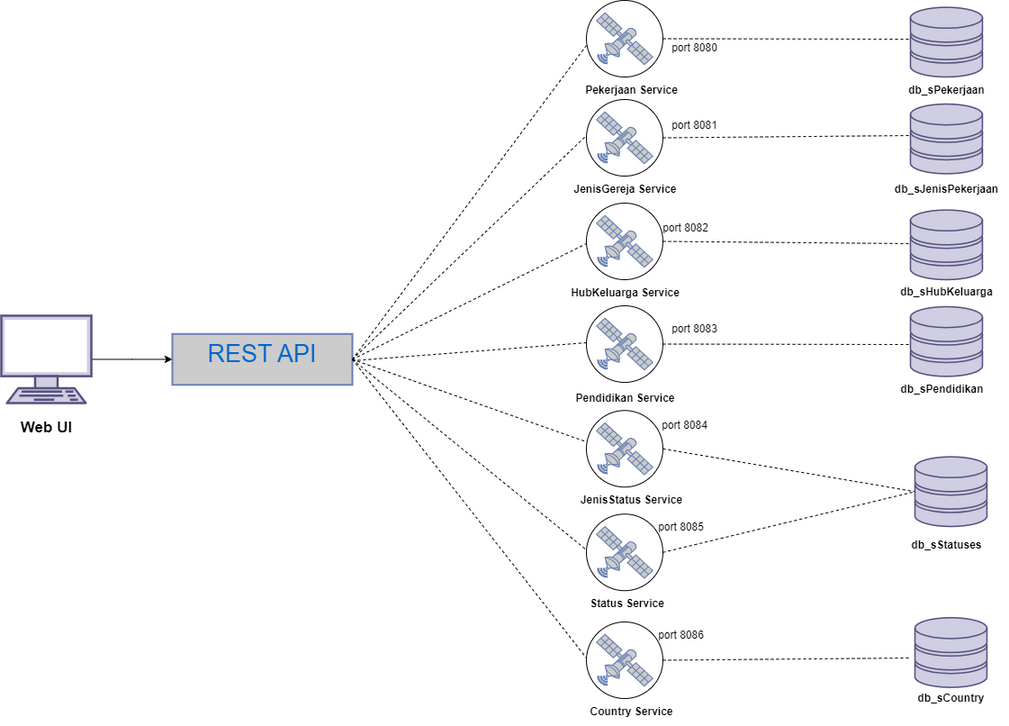 port 8080
Pekerjaan Service
db_sPekerjaan
port 8081
JenisGereja Service
db_sJenisPekerjaan
port 8082
HubKeluarga Service
db_sHubKeluarga
port 8083
REST API
Pendidikan Service
db_sPendidikan
Web UI
port 8084
JenisStatus Service
port 8085
db_sStatuses
Status Service
port 8086
Country Service
db_sCountry